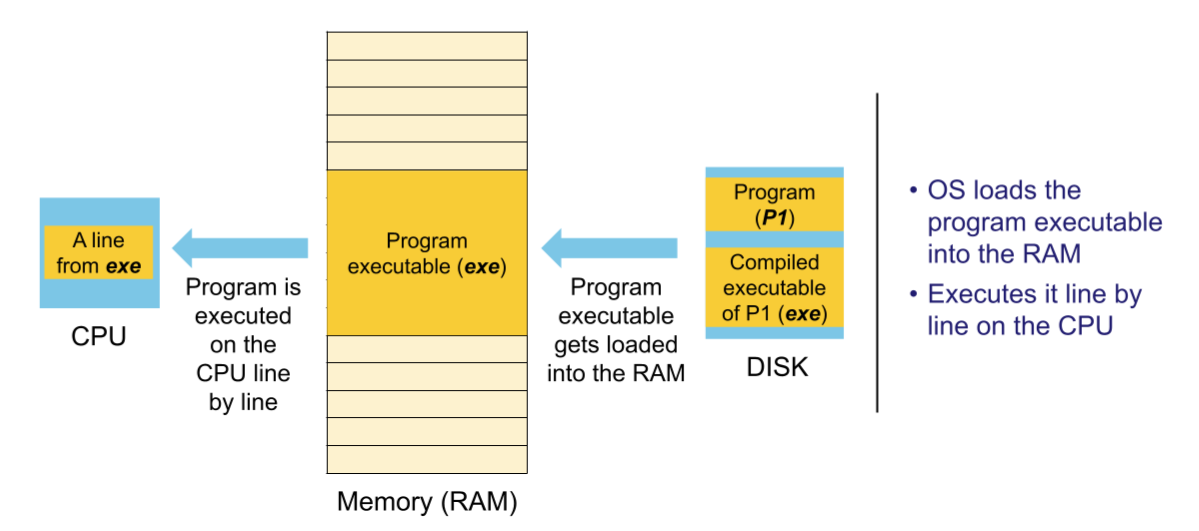 A line
from exe
CPU
Program is
executed
on the
CPU line
by line
Program
executable (exe)
Memory (RAM)
Program
executable
gets loaded
into the RAM
Program
(P1)
Compiled
executable
of P1 (exe)
DISK
• OS loads the
program executable
into the RAM
• Executes it line by
line on the CPU